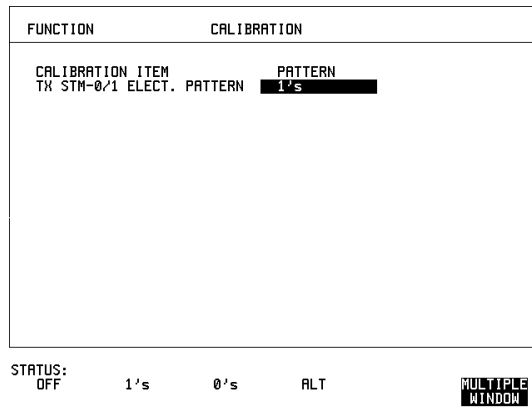 FUNCTION CALIBRATION
CALIBRATION ITEM PATTERN
TX STM-0/1 ELECT. PATTERN 1's
STATUS:
OFF 1's 0's ALT MULTIPLE WINDOW